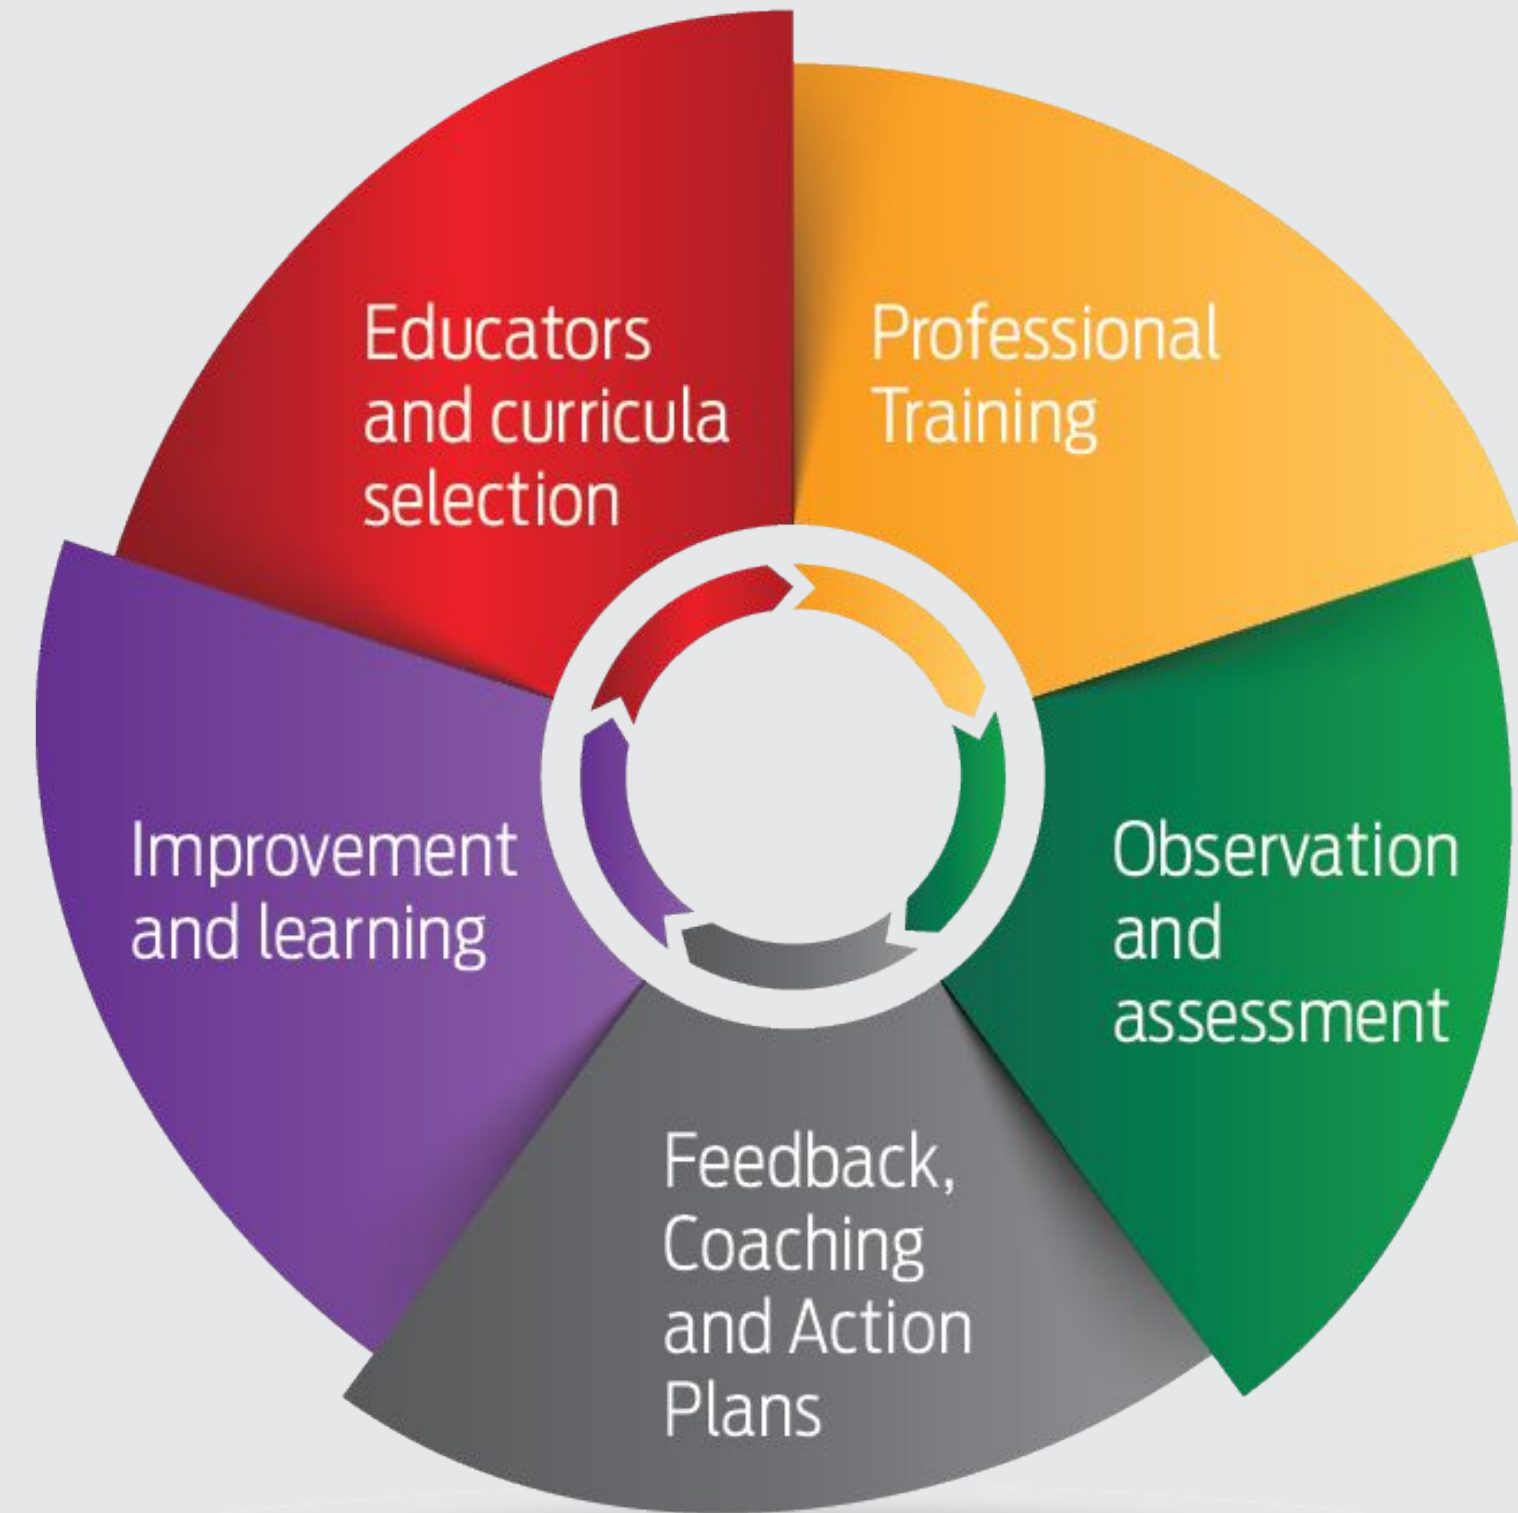 Educators
and curricula
selection
Professional
Training
Observation
and
assessment
Feedback,
Coaching
and Action
Plans
Improvement
and learning